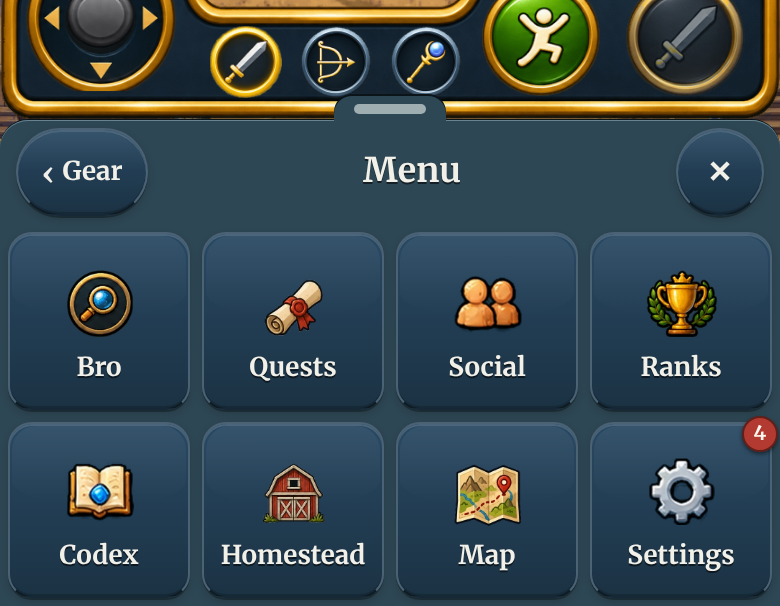 ‹ Gear
Menu
×
Bro
Quests
Social
Ranks
4
Codex
Homestead
Map
Settings